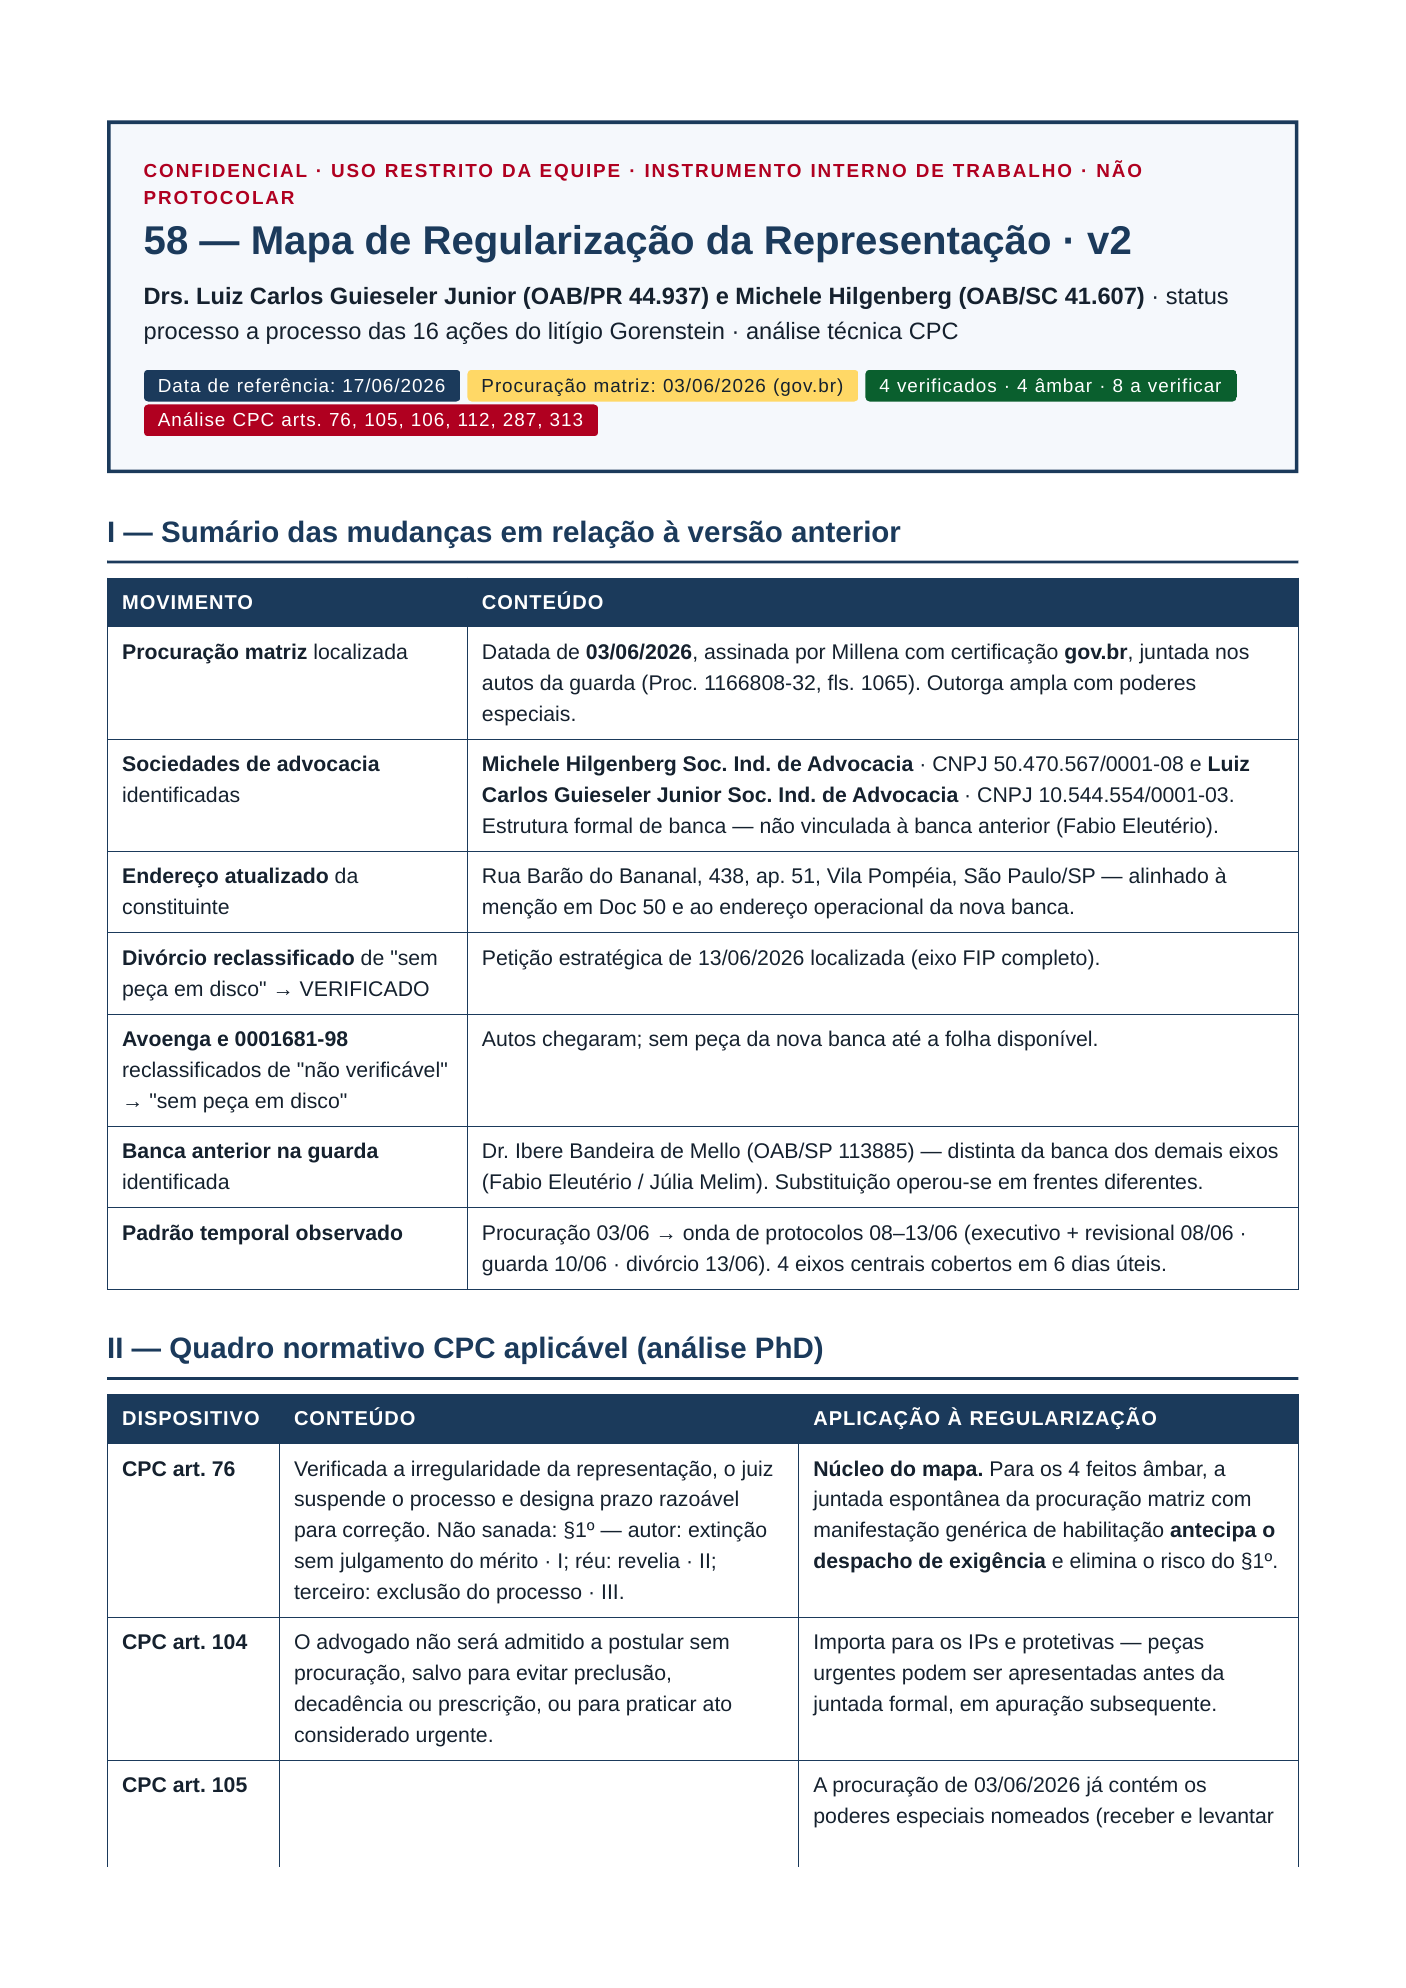 CONFIDENCIAL · USO RESTRITO DA EQUIPE · INSTRUMENTO INTERNO DE TRABALHO · NÃO
PROTOCOLAR
58 — Mapa de Regularização da Representação · v2
Drs. Luiz Carlos Guieseler Junior (OAB/PR 44.937) e Michele Hilgenberg (OAB/SC 41.607) · status
processo a processo das 16 ações do litígio Gorenstein · análise técnica CPC
Data de referência: 17/06/2026 Procuração matriz: 03/06/2026 (gov.br) 4 verificados · 4 âmbar · 8 a verificar
Análise CPC arts. 76, 105, 106, 112, 287, 313
I — Sumário das mudanças em relação à versão anterior
MOVIMENTO CONTEÚDO
Procuração matriz localizada
Datada de 03/06/2026, assinada por Millena com certificação gov.br, juntada nos
autos da guarda (Proc. 1166808-32, fls. 1065). Outorga ampla com poderes
especiais.
Sociedades de advocacia
identificadas
Michele Hilgenberg Soc. Ind. de Advocacia · CNPJ 50.470.567/0001-08 e Luiz
Carlos Guieseler Junior Soc. Ind. de Advocacia · CNPJ 10.544.554/0001-03.
Estrutura formal de banca — não vinculada à banca anterior (Fabio Eleutério).
Endereço atualizado da
constituinte
Rua Barão do Bananal, 438, ap. 51, Vila Pompéia, São Paulo/SP — alinhado à
menção em Doc 50 e ao endereço operacional da nova banca.
Divórcio reclassificado de "sem
peça em disco" → VERIFICADO
Petição estratégica de 13/06/2026 localizada (eixo FIP completo).
Avoenga e 0001681-98
reclassificados de "não verificável"
→ "sem peça em disco"
Autos chegaram; sem peça da nova banca até a folha disponível.
Banca anterior na guarda
identificada
Dr. Ibere Bandeira de Mello (OAB/SP 113885) — distinta da banca dos demais eixos
(Fabio Eleutério / Júlia Melim). Substituição operou-se em frentes diferentes.
Padrão temporal observado
Procuração 03/06 → onda de protocolos 08–13/06 (executivo + revisional 08/06 ·
guarda 10/06 · divórcio 13/06). 4 eixos centrais cobertos em 6 dias úteis.
II — Quadro normativo CPC aplicável (análise PhD)
DISPOSITIVO CONTEÚDO APLICAÇÃO À REGULARIZAÇÃO
CPC art. 76
Verificada a irregularidade da representação, o juiz
suspende o processo e designa prazo razoável
para correção. Não sanada: §1º — autor: extinção
sem julgamento do mérito · I; réu: revelia · II;
terceiro: exclusão do processo · III.
Núcleo do mapa. Para os 4 feitos âmbar, a
juntada espontânea da procuração matriz com
manifestação genérica de habilitação antecipa o
despacho de exigência e elimina o risco do §1º.
CPC art. 104
O advogado não será admitido a postular sem
procuração, salvo para evitar preclusão,
decadência ou prescrição, ou para praticar ato
considerado urgente.
Importa para os IPs e protetivas — peças
urgentes podem ser apresentadas antes da
juntada formal, em apuração subsequente.
CPC art. 105
A procuração de 03/06/2026 já contém os
poderes especiais nomeados (receber e levantar